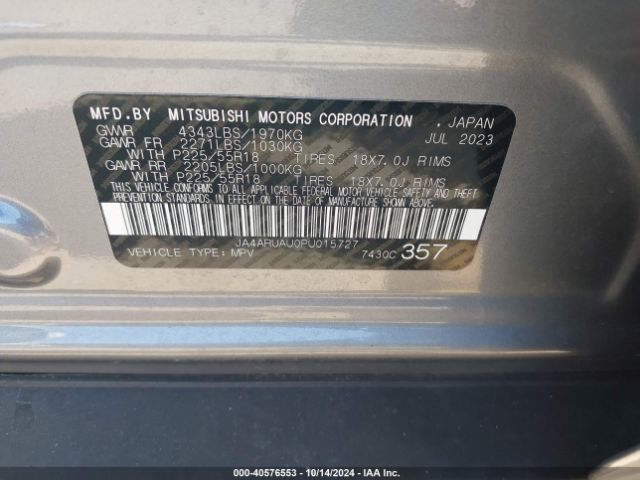 MFD.BY MITSUBISHI MOTORS CORPORATION . JAPAN
GWVR 4343LBS/1970KG JUL 2023
GAWR FR 2271LBS/1030KG
WITH P225/55R18 TIRES 18X7.0J RIMS
GAWR RR 2205LBS/1000KG
WITH P225/55R18 TIRES 18X7.0J RIMS
THIS VEHICLE CONFORMS TO ALL APPLICABLE FEDERAL MOTOR VEHICLE SAFETY AND THEFT
PREVENTION STANDARDS IN EFFECT ON THE DATE OF MANUFACTURE SHOWN ABOVE.
JA4ARUAU0PU015727
VEHICLE TYPE: MPV 7430C 357
000-40576553 | 10/14/2024 | IAA Inc.